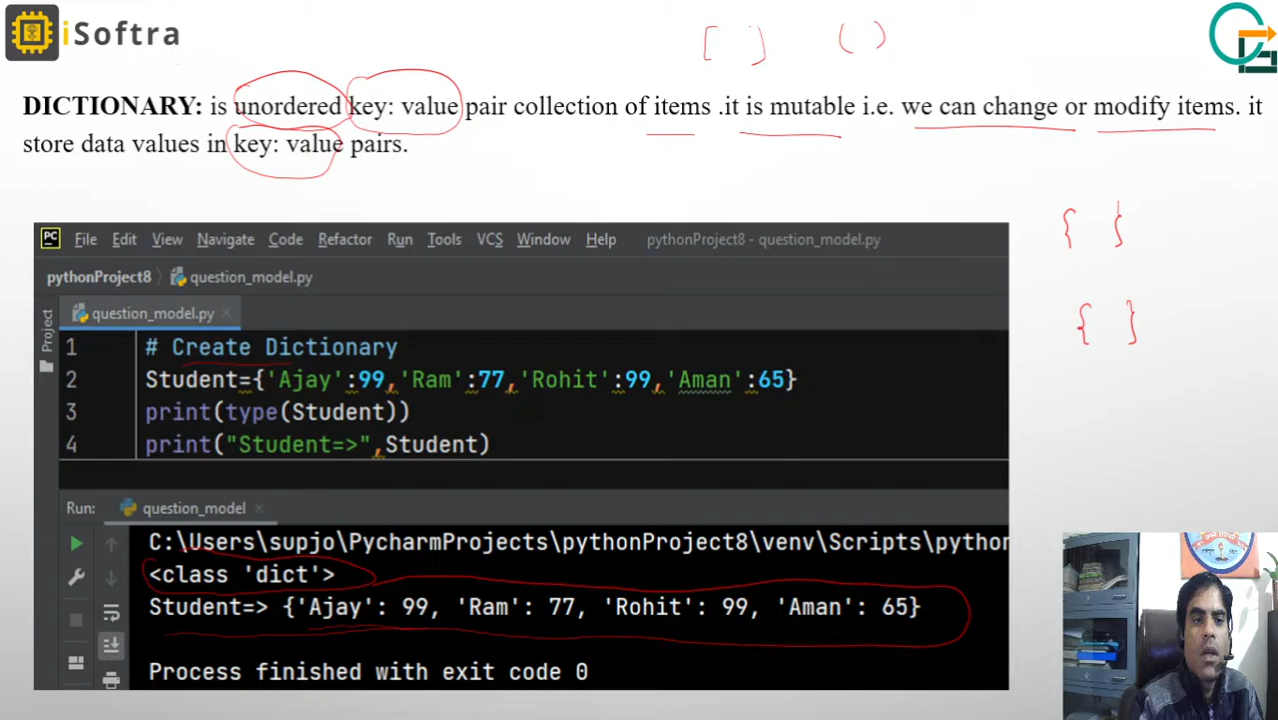 iSoftra
[ ] ( )
DICTIONARY: is unordered key: value pair collection of items .it is mutable i.e. we can change or modify items. it
store data values in key: value pairs.
{ }
{ }
PC File Edit View Navigate Code Refactor Run Tools VCS Window Help pythonProject8 - question_model.py
pythonProject8 question_model.py
Project
question_model.py
1 # Create Dictionary
2 Student={'Ajay':99,'Ram':77,'Rohit':99,'Aman':65}
3 print(type(Student))
4 print("Student=>",Student)
Run: question_model
C:\Users\supjo\PycharmProjects\pythonProject8\venv\Scripts\python
<class 'dict'>
Student=> {'Ajay': 99, 'Ram': 77, 'Rohit': 99, 'Aman': 65}
Process finished with exit code 0